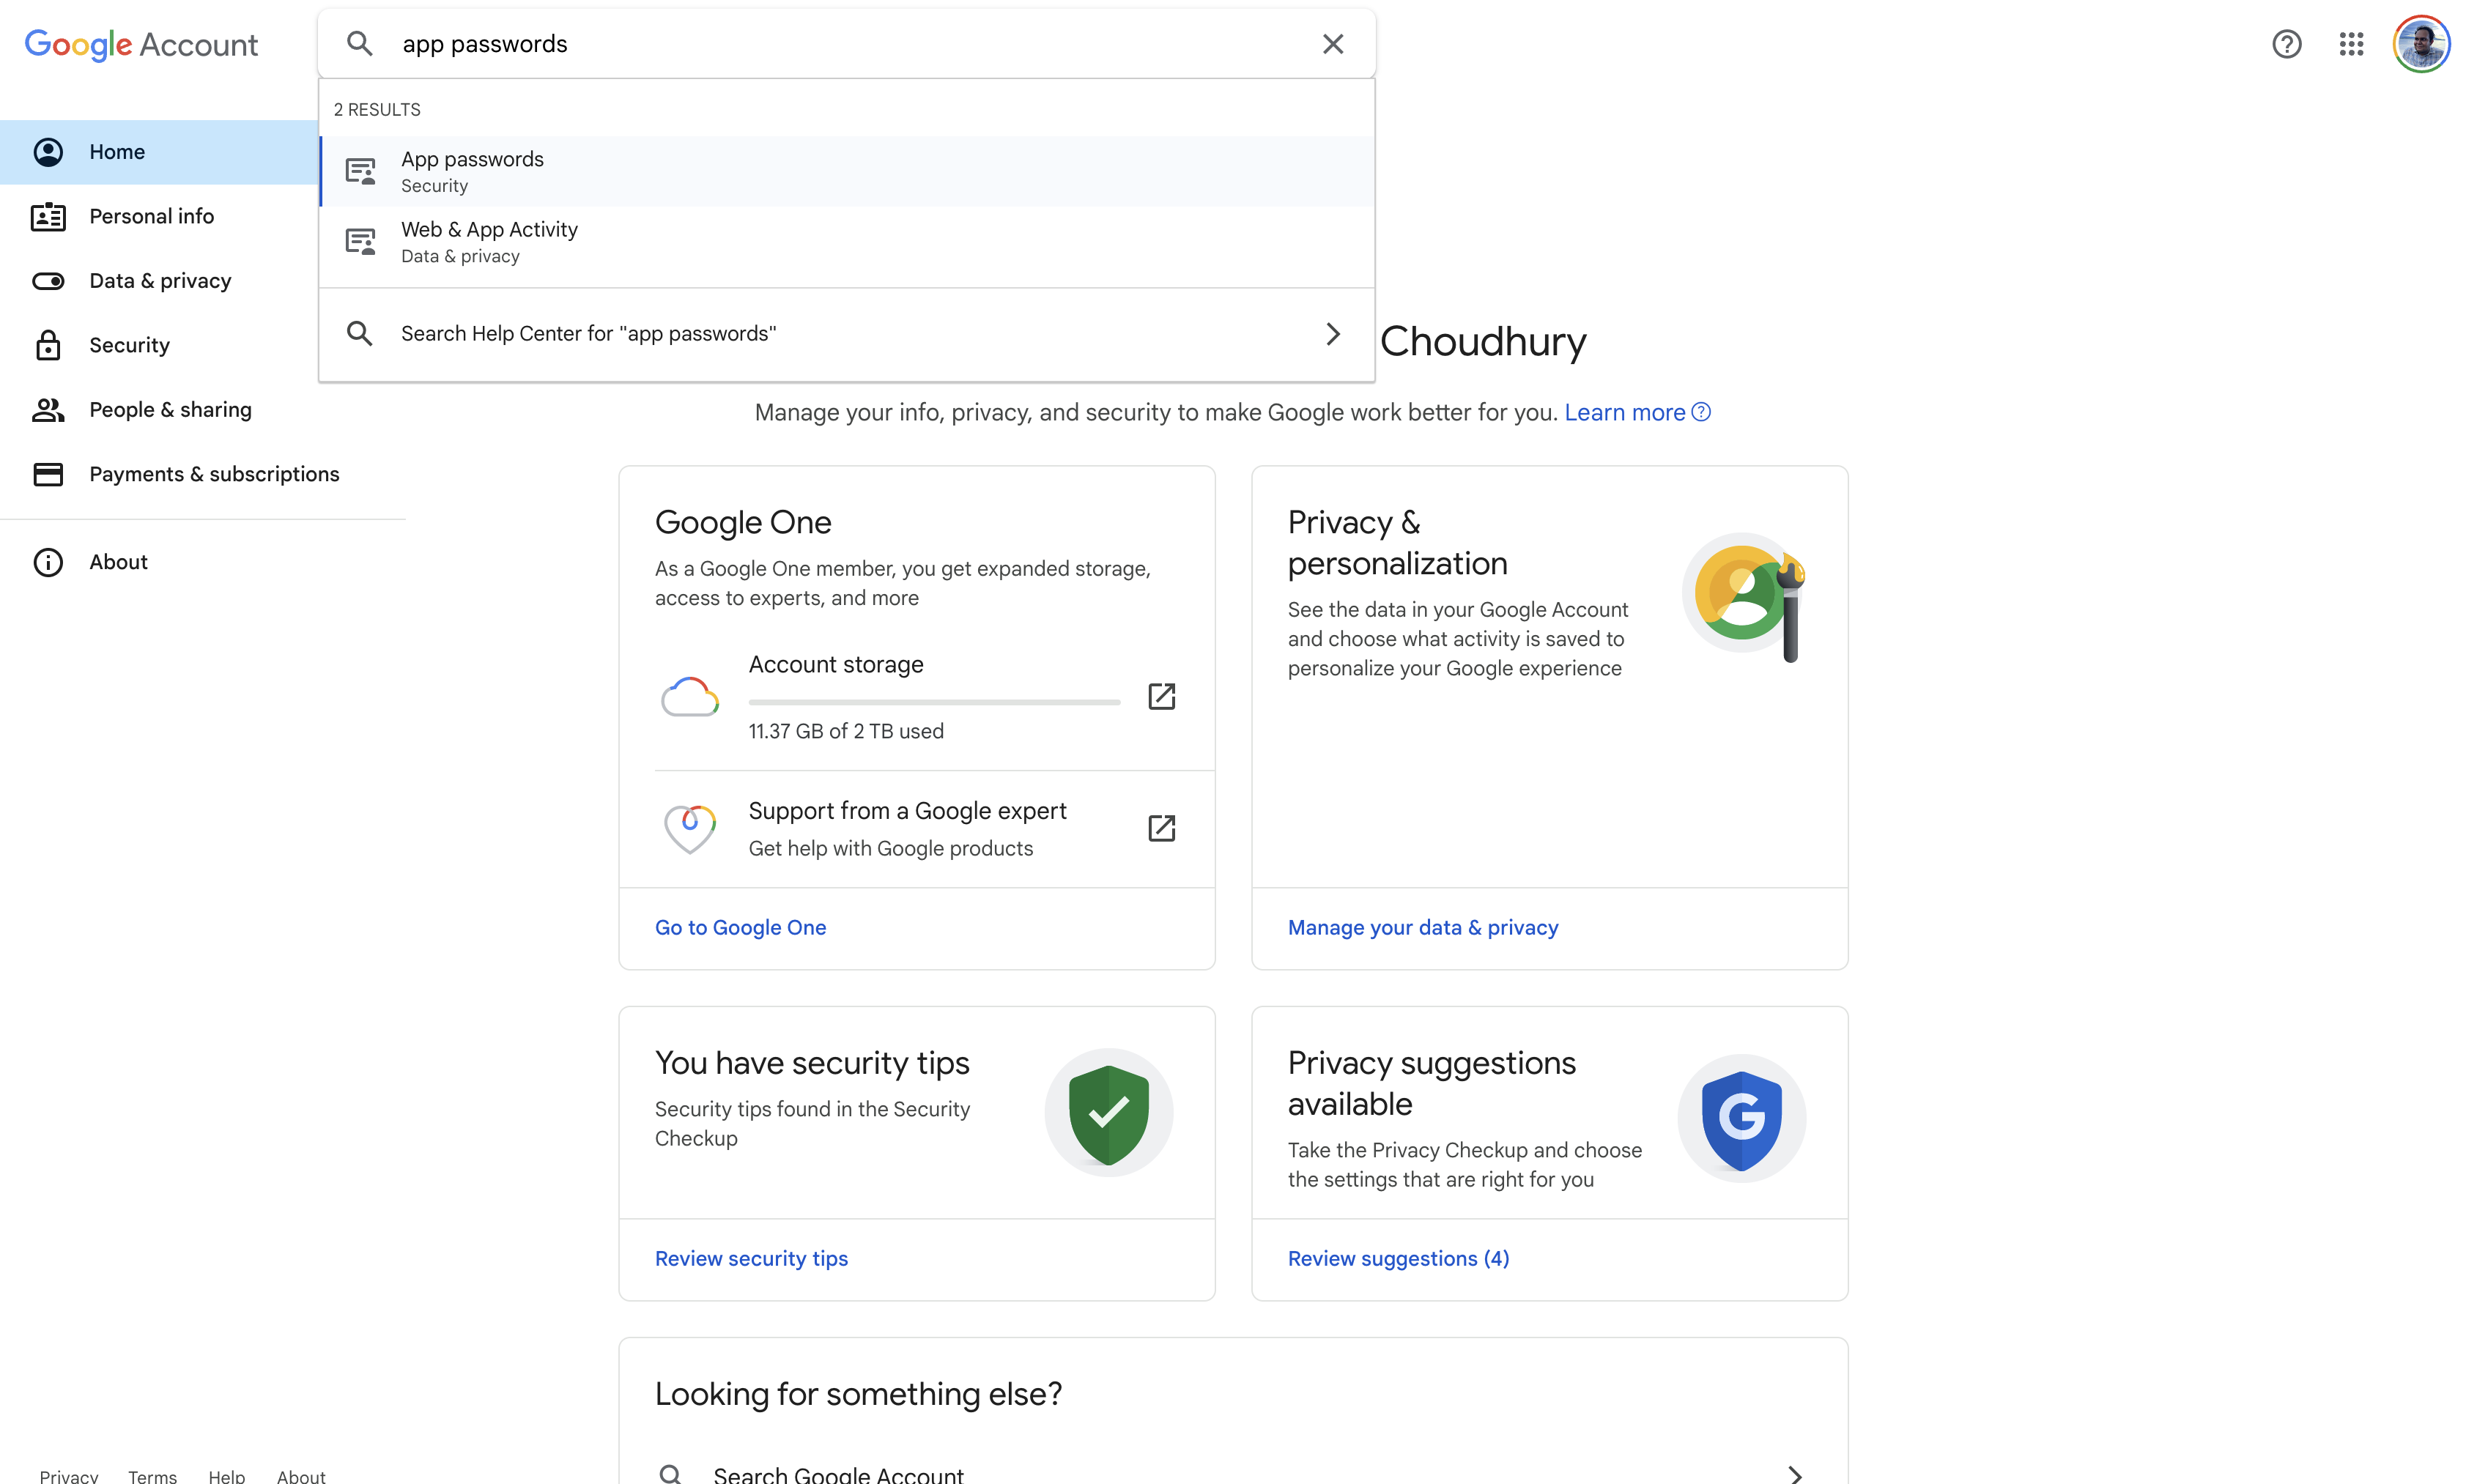 Google Account
app passwords
2 RESULTS
App passwords
Security
Web & App Activity
Data & privacy
Search Help Center for "app passwords"
Home
Personal info
Data & privacy
Security
People & sharing
Payments & subscriptions
About
Choudhury
Manage your info, privacy, and security to make Google work better for you. Learn more
Google One
As a Google One member, you get expanded storage,
access to experts, and more
Account storage
11.37 GB of 2 TB used
Support from a Google expert
Get help with Google products
Go to Google One
Privacy &
personalization
See the data in your Google Account
and choose what activity is saved to
personalize your Google experience
Manage your data & privacy
You have security tips
Security tips found in the Security
Checkup
Review security tips
Privacy suggestions
available
Take the Privacy Checkup and choose
the settings that are right for you
Review suggestions (4)
Looking for something else?
Search Google Account
Privacy Terms Help About